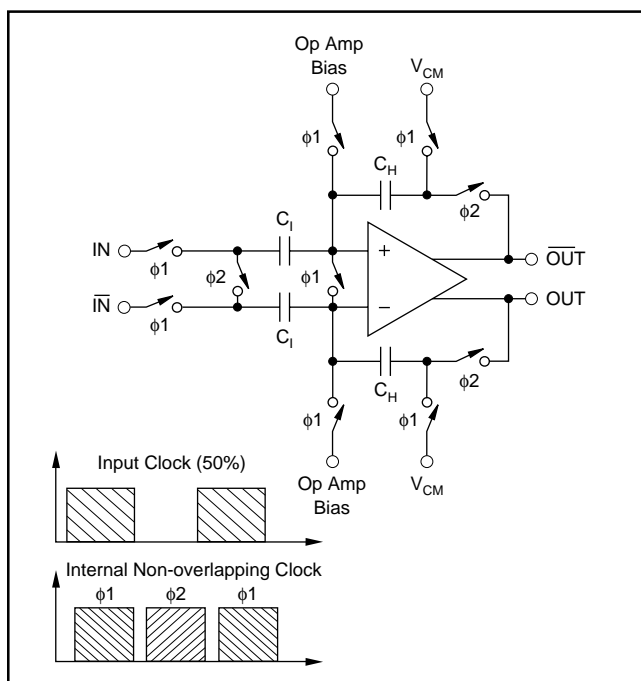 Op Amp
Bias
V_CM
φ1
φ1
C_H
φ2
C_I
IN
φ1
+
OUT̅
φ2
φ1
IN̅
φ1
−
OUT
C_I
C_H
φ2
φ1
φ1
Op Amp
Bias
V_CM
Input Clock (50%)
Internal Non-overlapping Clock
φ1 φ2 φ1